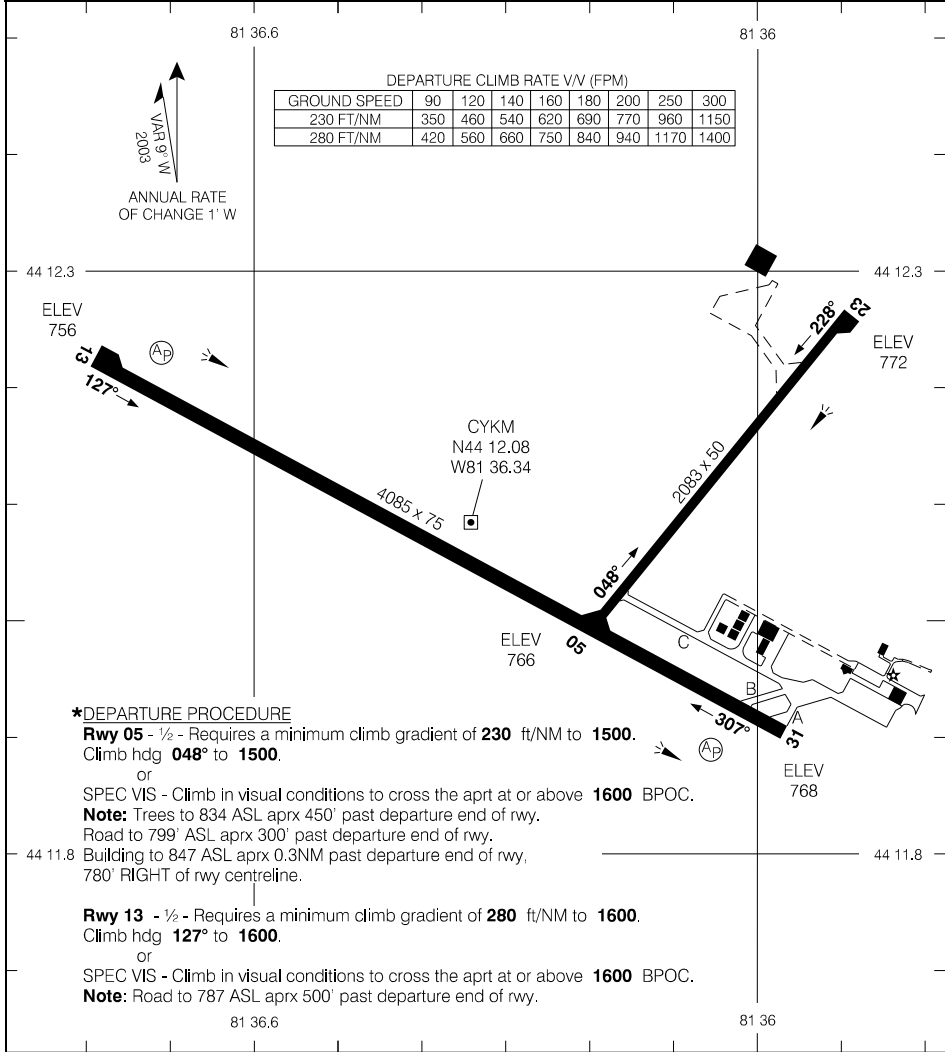 81 36.6
81 36
DEPARTURE CLIMB RATE V/V (FPM)
GROUND SPEED 90 120 140 160 180 200 250 300
230 FT/NM 350 460 540 620 690 770 960 1150
280 FT/NM 420 560 660 750 840 940 1170 1400
VAR 9° W
2003
ANNUAL RATE
OF CHANGE 1' W
44 12.3
44 12.3
ELEV
756
13
127°
AP
23
228°
ELEV
772
CYKM
N44 12.08
W81 36.34
4085 x 75
2083 x 50
048°
05
ELEV
766
C
B
A
307°
31
AP
ELEV
768
*DEPARTURE PROCEDURE
Rwy 05 - ½ - Requires a minimum climb gradient of 230 ft/NM to 1500.
Climb hdg 048° to 1500.
or
SPEC VIS - Climb in visual conditions to cross the aprt at or above 1600 BPOC.
Note: Trees to 834 ASL aprx 450' past departure end of rwy.
Road to 799' ASL aprx 300' past departure end of rwy.
Building to 847 ASL aprx 0.3NM past departure end of rwy,
780' RIGHT of rwy centreline.
44 11.8
Rwy 13 - ½ - Requires a minimum climb gradient of 280 ft/NM to 1600.
Climb hdg 127° to 1600.
or
SPEC VIS - Climb in visual conditions to cross the aprt at or above 1600 BPOC.
Note: Road to 787 ASL aprx 500' past departure end of rwy.
44 11.8
81 36.6
81 36